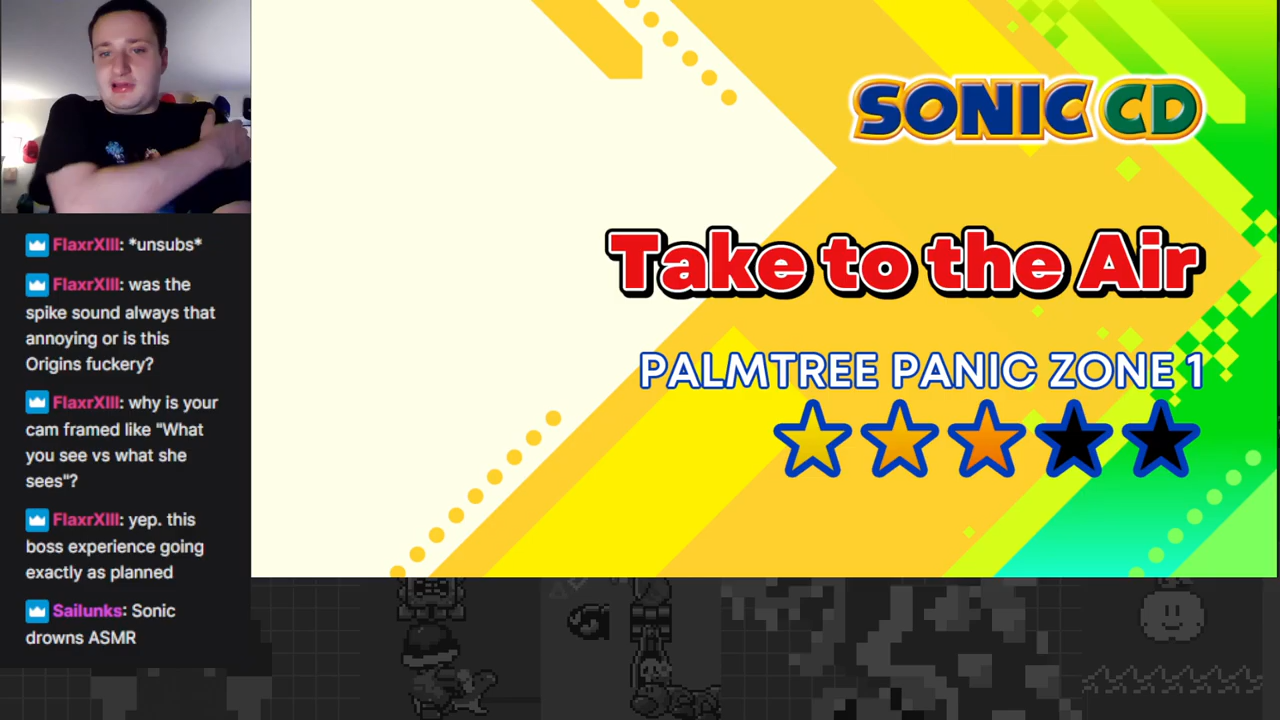 FlaxrXIII: *unsubs*
FlaxrXIII: was the
spike sound always that
annoying or is this
Origins fuckery?
FlaxrXIII: why is your
cam framed like "What
you see vs what she
sees"?
FlaxrXIII: yep. this
boss experience going
exactly as planned
Sailunks: Sonic
drowns ASMR
SONIC CD
Take to the Air
PALMTREE PANIC ZONE 1